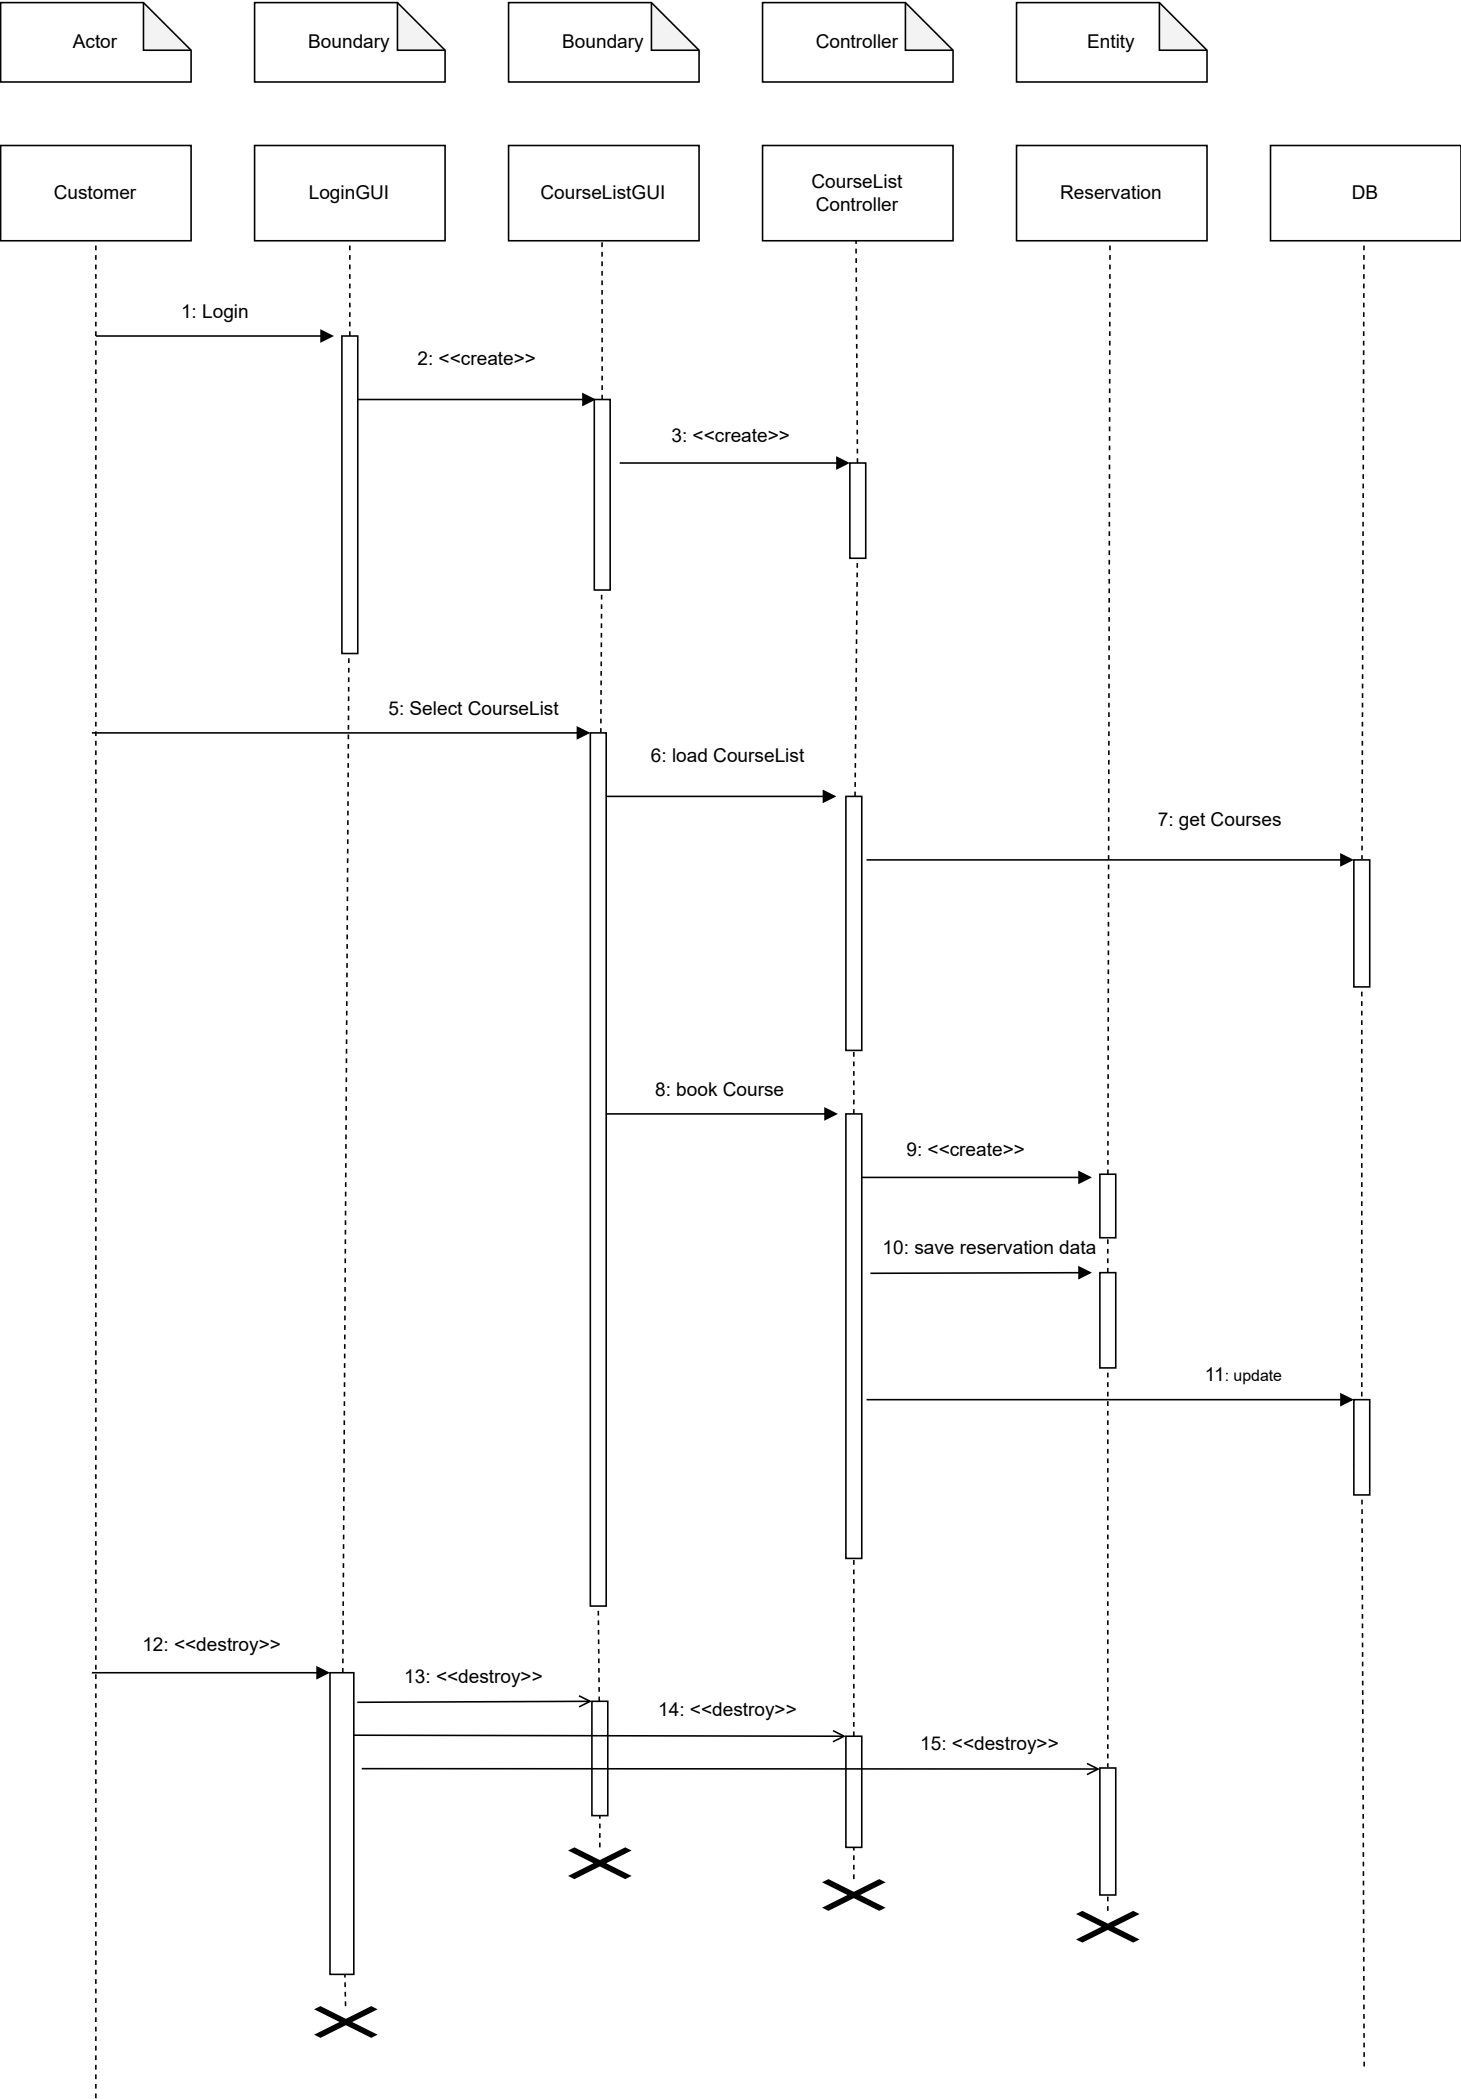 Actor
Boundary
Boundary
Controller
Entity
Customer
LoginGUI
CourseListGUI
CourseList
Controller
Reservation
DB
1: Login
2: <<create>>
3: <<create>>
5: Select CourseList
6: load CourseList
7: get Courses
8: book Course
9: <<create>>
10: save reservation data
11: update
12: <<destroy>>
13: <<destroy>>
14: <<destroy>>
15: <<destroy>>